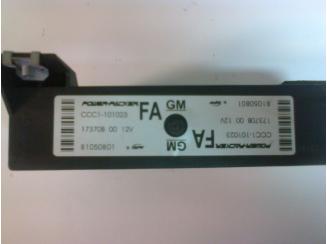 POWER-PACKER FA GM
CCC1-101023
173708 00 12V
81050801
POWER-PACKER FA GM
CCC1-101023
173708 00 12V
81050801